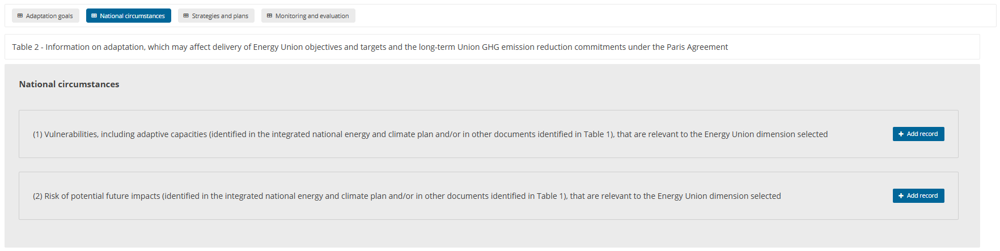 Adaptation goals National circumstances Strategies and plans Monitoring and evaluation
Table 2 - Information on adaptation, which may affect delivery of Energy Union objectives and targets and the long-term Union GHG emission reduction commitments under the Paris Agreement
National circumstances
(1) Vulnerabilities, including adaptive capacities (identified in the integrated national energy and climate plan and/or in other documents identified in Table 1), that are relevant to the Energy Union dimension selected
Add record
(2) Risk of potential future impacts (identified in the integrated national energy and climate plan and/or in other documents identified in Table 1), that are relevant to the Energy Union dimension selected
Add record